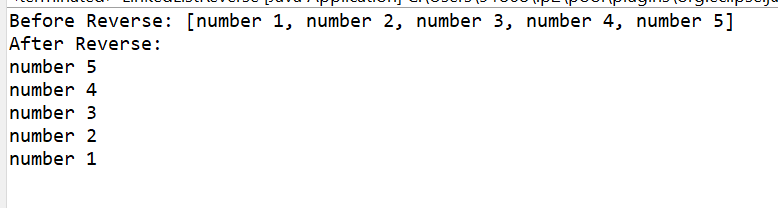 Before Reverse: [number 1, number 2, number 3, number 4, number 5]
After Reverse:
number 5
number 4
number 3
number 2
number 1